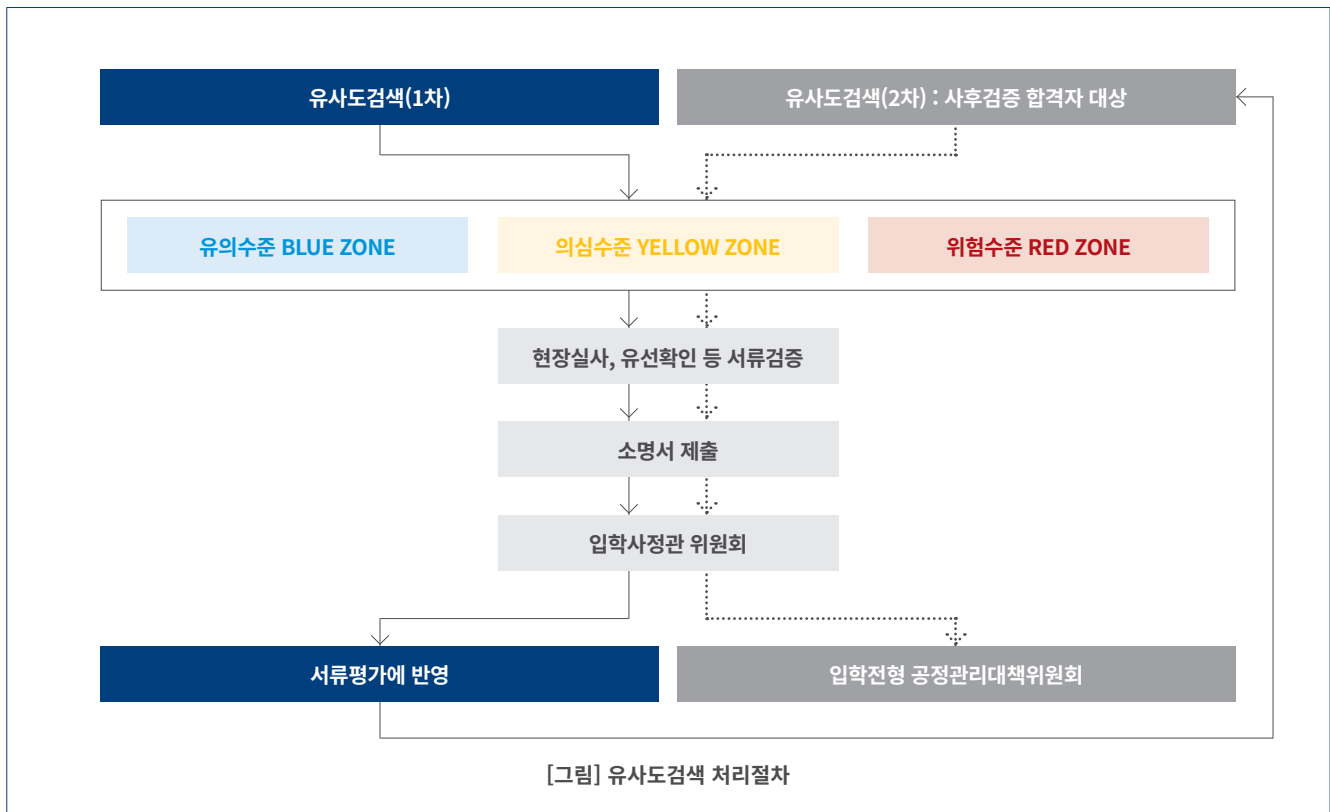 유사도검색(1차)
유사도검색(2차) : 사후검증 합격자 대상
유의수준 BLUE ZONE
의심수준 YELLOW ZONE
위험수준 RED ZONE
현장실사, 유선확인 등 서류검증
소명서 제출
입학사정관 위원회
서류평가에 반영
입학전형 공정관리대책위원회
[그림] 유사도검색 처리절차